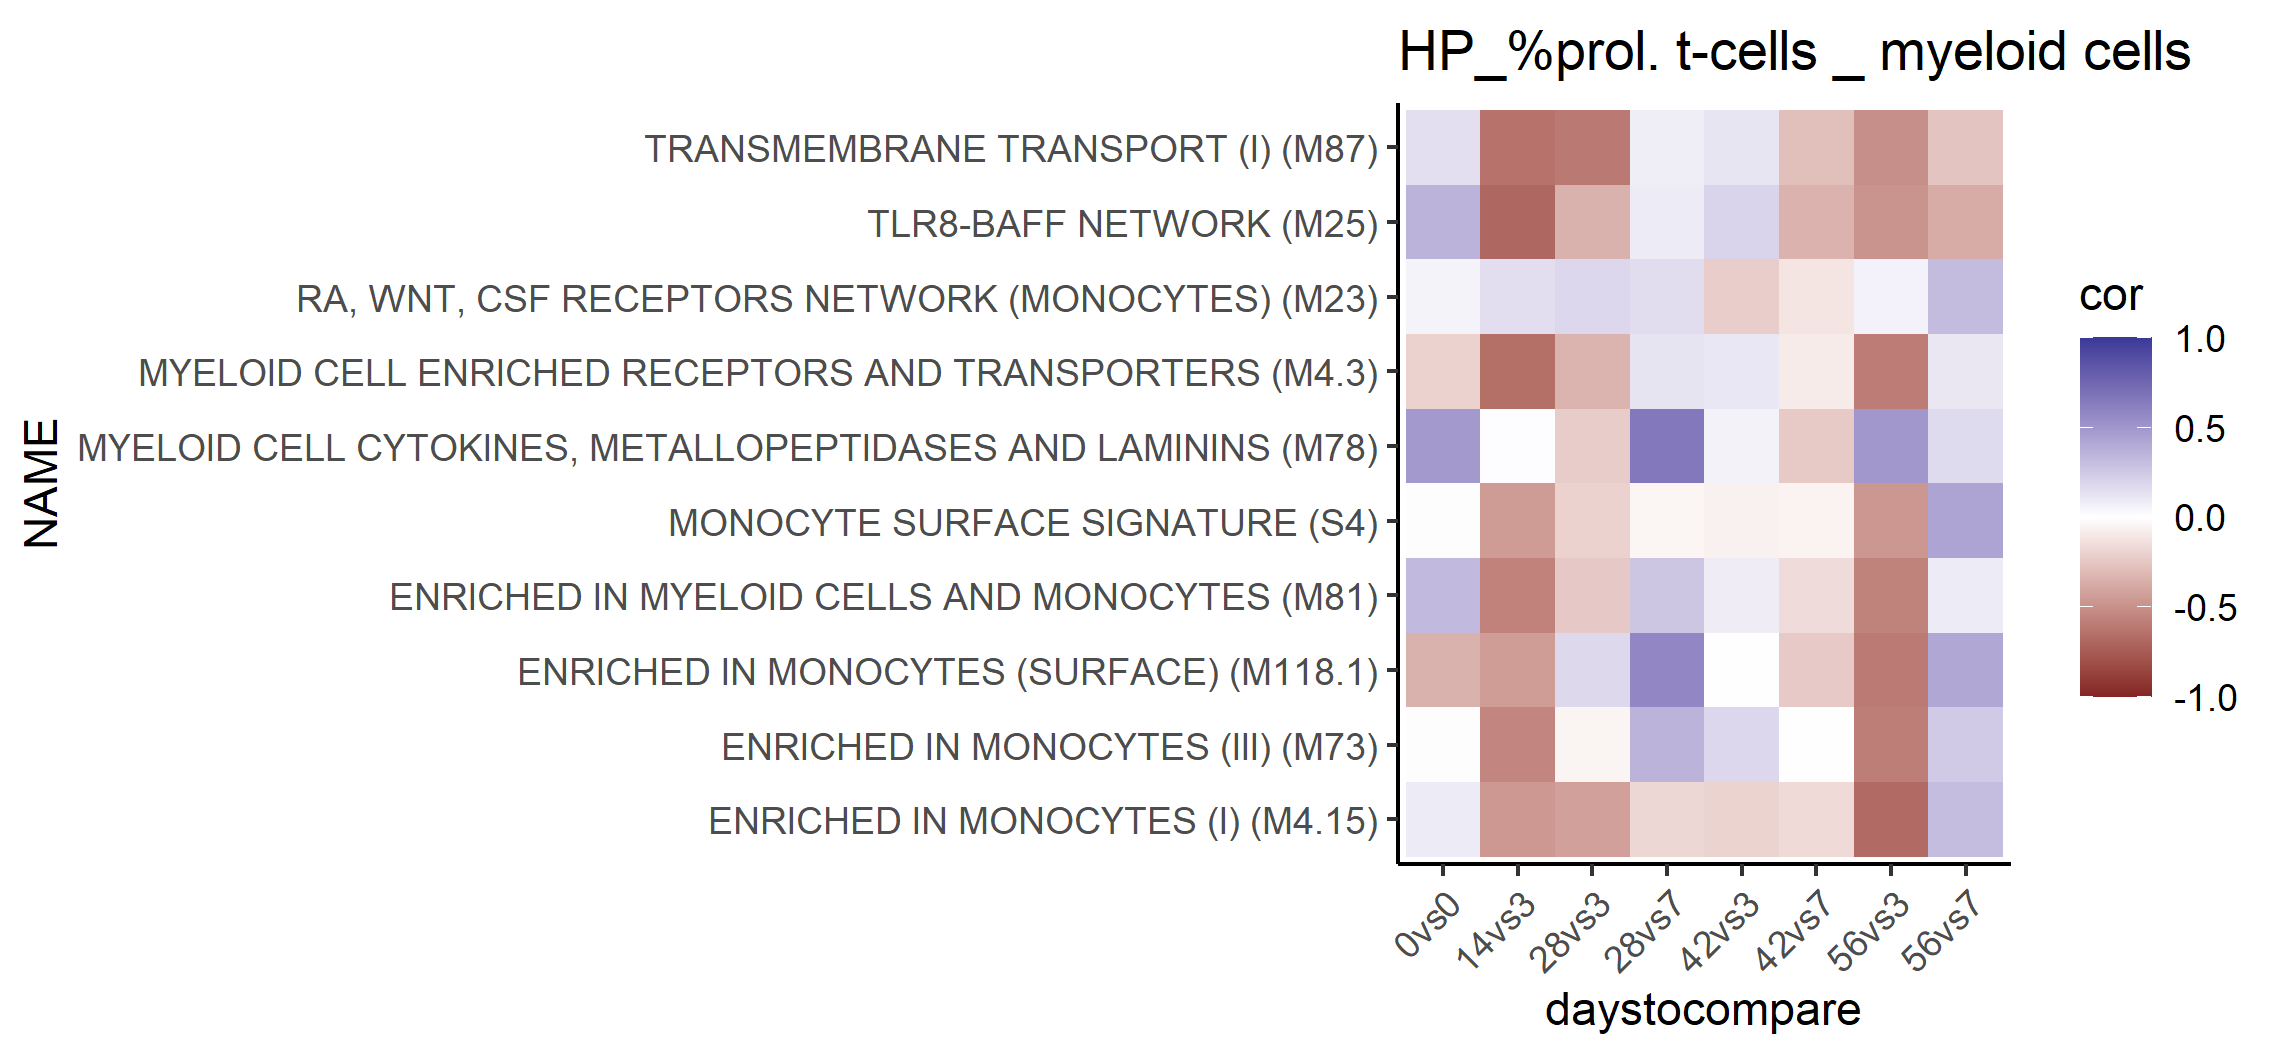 HP_%prol. t-cells _ myeloid cells
TRANSMEMBRANE TRANSPORT (I) (M87)
TLR8-BAFF NETWORK (M25)
RA, WNT, CSF RECEPTORS NETWORK (MONOCYTES) (M23)
MYELOID CELL ENRICHED RECEPTORS AND TRANSPORTERS (M4.3)
MYELOID CELL CYTOKINES, METALLOPEPTIDASES AND LAMININS (M78)
MONOCYTE SURFACE SIGNATURE (S4)
ENRICHED IN MYELOID CELLS AND MONOCYTES (M81)
ENRICHED IN MONOCYTES (SURFACE) (M118.1)
ENRICHED IN MONOCYTES (III) (M73)
ENRICHED IN MONOCYTES (I) (M4.15)
NAME
0vs0
14vs3
28vs3
28vs7
42vs3
42vs7
56vs3
56vs7
daystocompare
cor
1.0
0.5
0.0
-0.5
-1.0